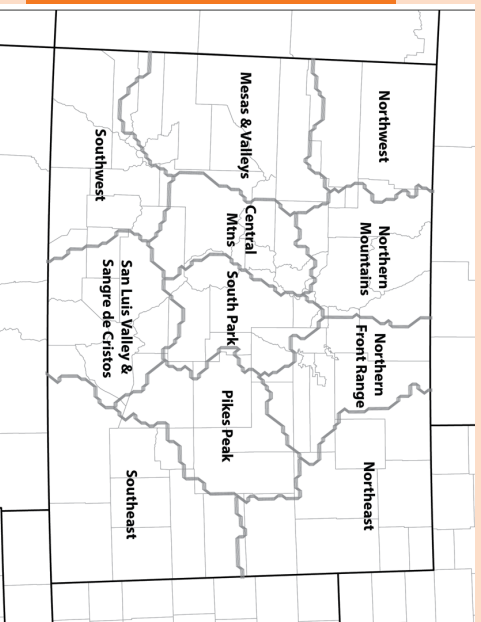 Northwest
Northern
Mountains
Northern
Front Range
Northeast
Mesas & Valleys
Central
Mtns
South Park
Pikes Peak
Southwest
San Luis Valley &
Sangre de Cristos
Southeast